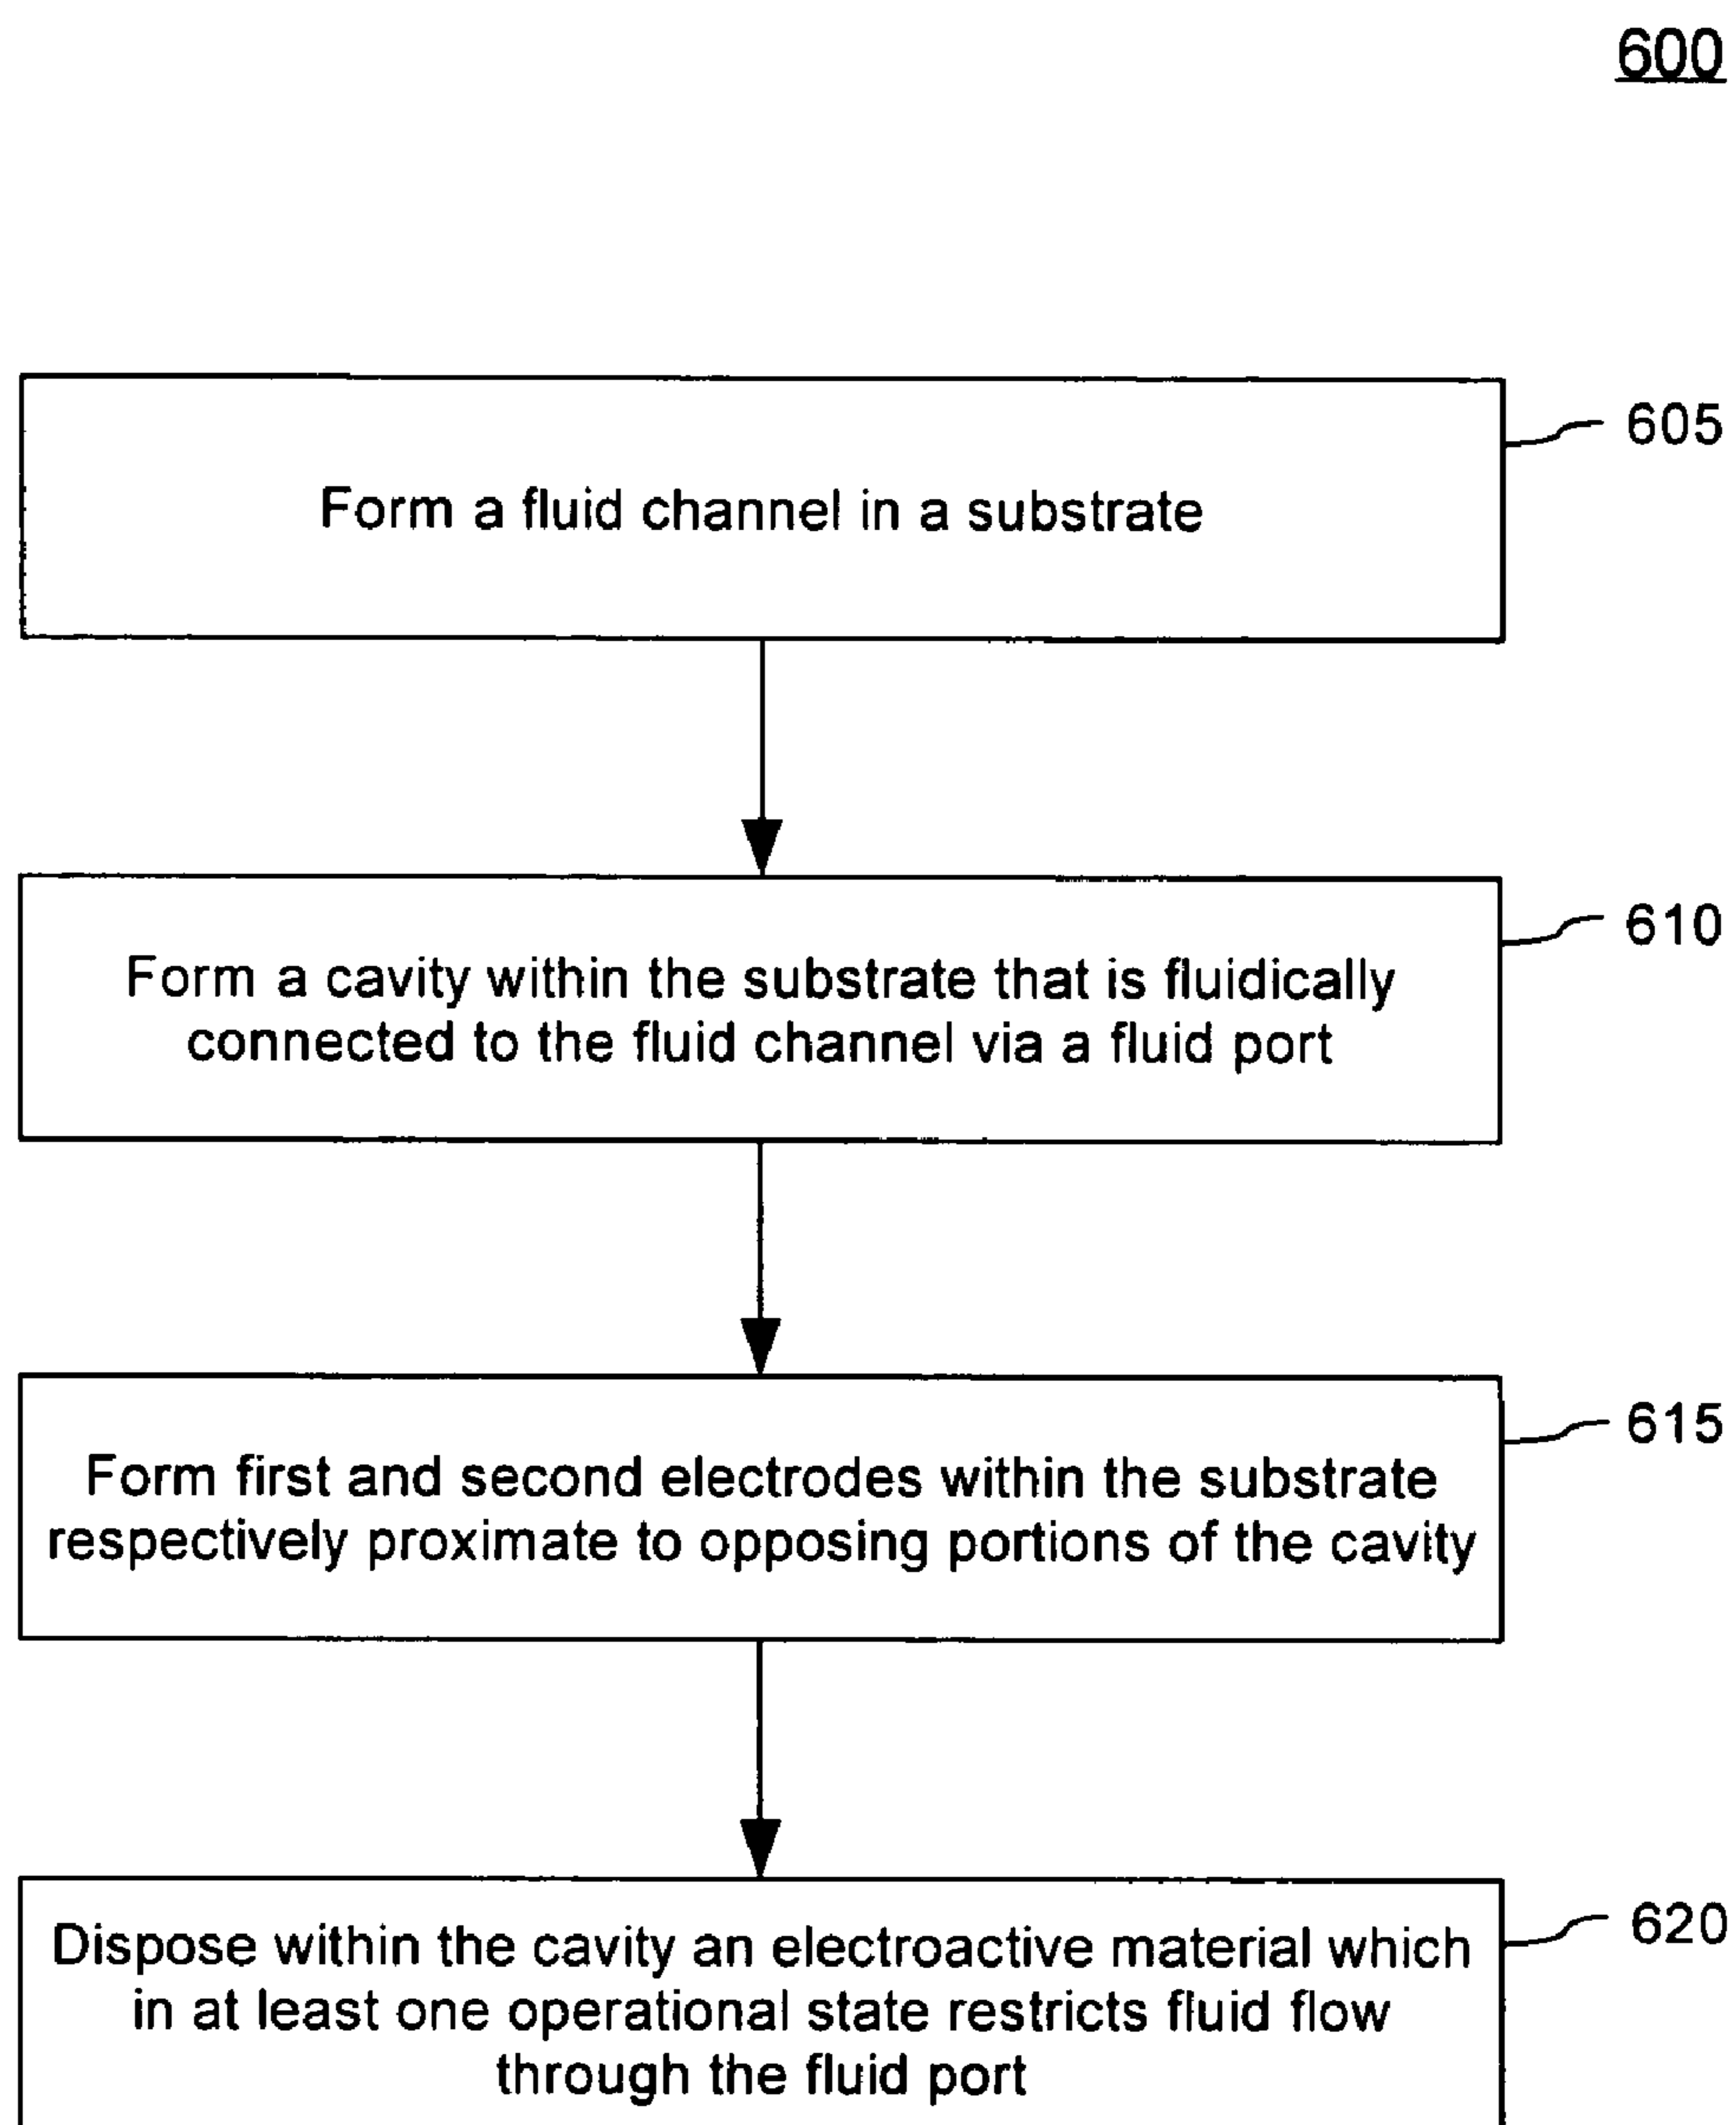 600
Form a fluid channel in a substrate
605
Form a cavity within the substrate that is fluidically
connected to the fluid channel via a fluid port
610
Form first and second electrodes within the substrate
respectively proximate to opposing portions of the cavity
615
Dispose within the cavity an electroactive material which
in at least one operational state restricts fluid flow
through the fluid port
620